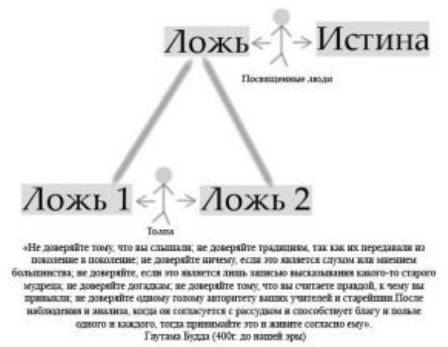 Ложь Истина
Посвященные люди
Ложь 1 Ложь 2
Толпа
«Не доверяйте тому, что вы слышали; не доверяйте традициям, так как их передавали из
поколение в поколение; не доверяйте ничему, если это является слухом или мнением
большинства; не доверяйте, если это является лишь записью высказывания какого-то старого
мудреца; не доверяйте догадкам; не доверяйте тому, что вы считаете правдой, к чему вы
привыкли; не доверяйте одному голому авторитету ваших учителей и старейшин.После
наблюдения и анализа, когда он согласуется с рассудком и способствует благу и пользе
одного и каждого, тогда принимайте это и живите согласно ему».
Гаутама Будда (400г. до нашей эры)